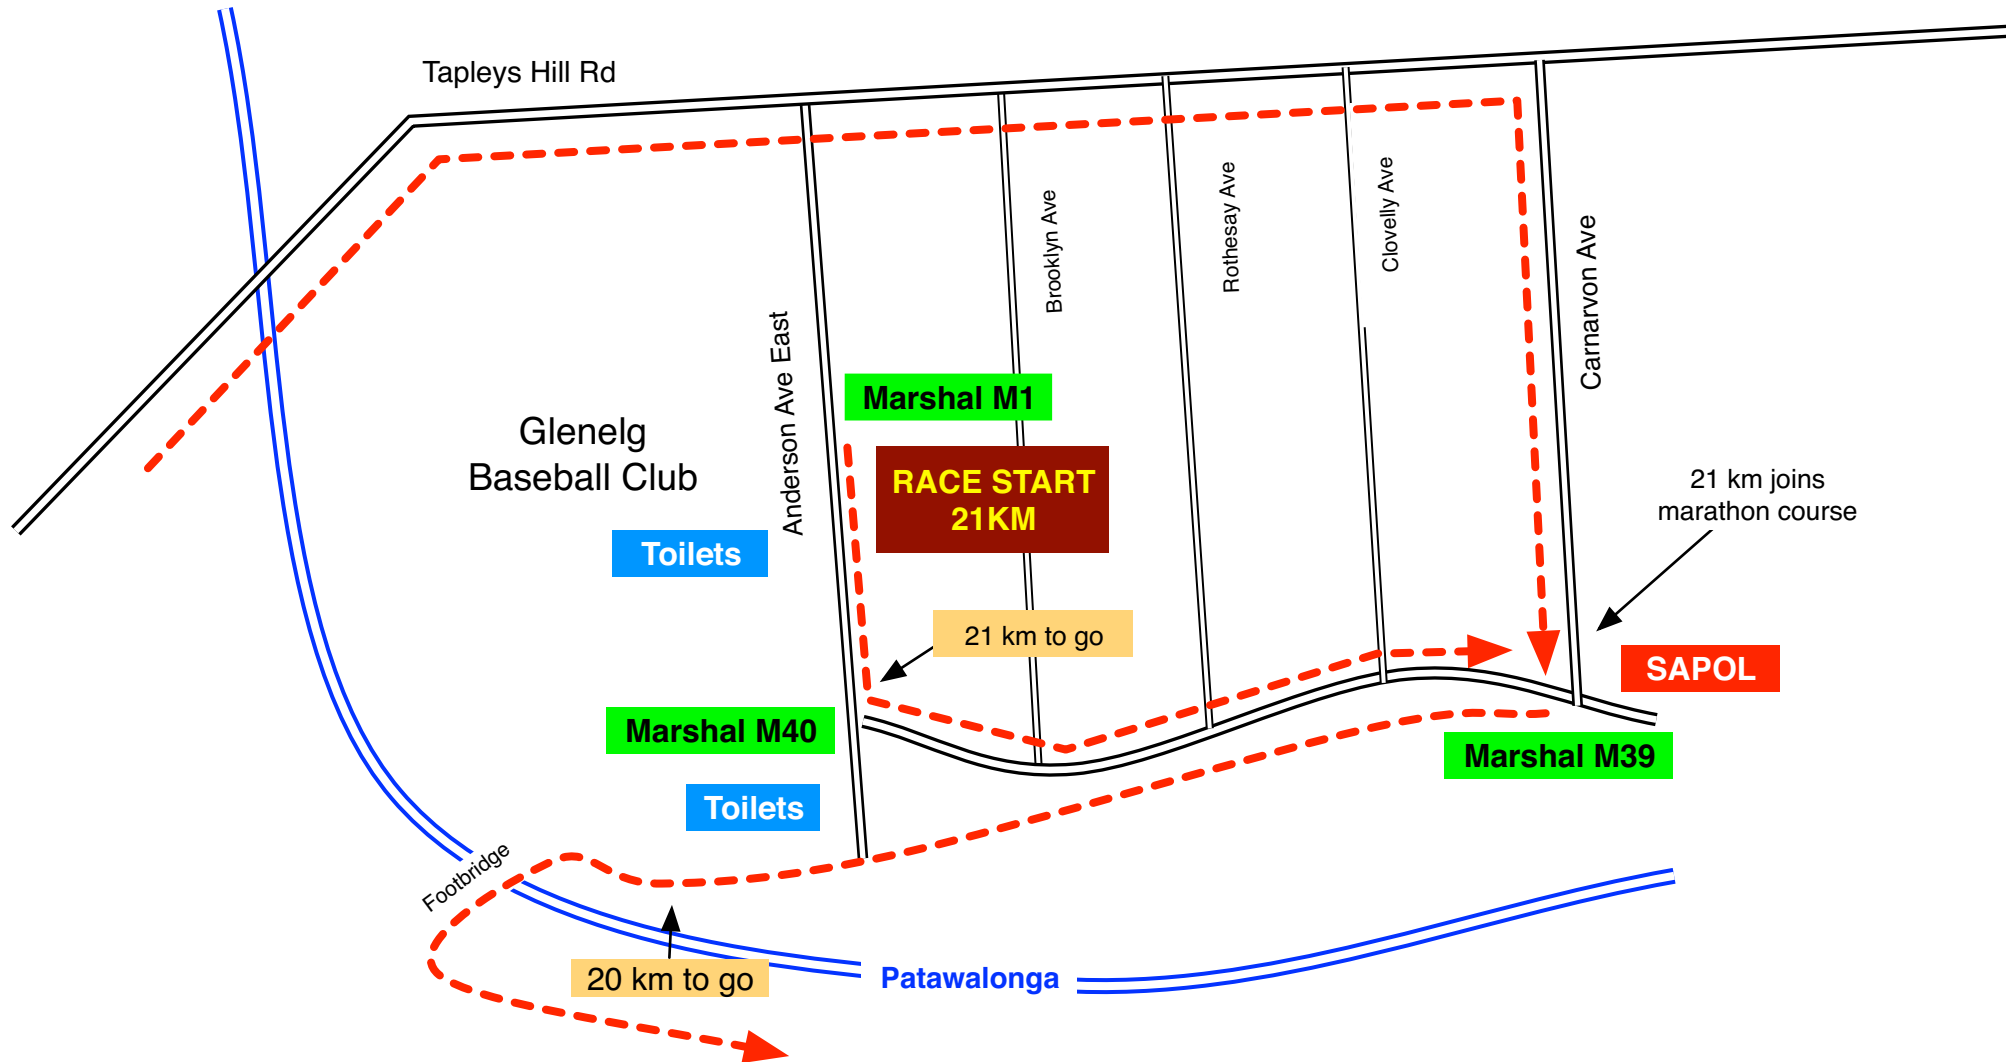 Tapleys Hill Rd
Brooklyn Ave
Rothesay Ave
Clovelly Ave
Carnarvon Ave
Anderson Ave East
Marshal M1
Glenelg
Baseball Club
RACE START
21KM
21 km joins
marathon course
Toilets
21 km to go
SAPOL
Marshal M40
Marshal M39
Toilets
Footbridge
20 km to go
Patawalonga